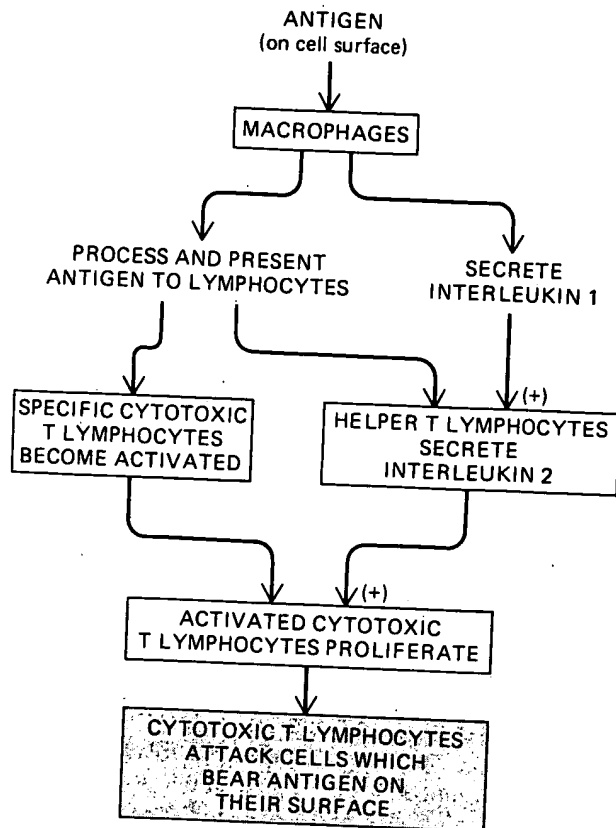 ANTIGEN
(on cell surface)
MACROPHAGES
PROCESS AND PRESENT
ANTIGEN TO LYMPHOCYTES
SECRETE
INTERLEUKIN 1
(+)
SPECIFIC CYTOTOXIC
T LYMPHOCYTES
BECOME ACTIVATED
HELPER T LYMPHOCYTES
SECRETE
INTERLEUKIN 2
(+)
ACTIVATED CYTOTOXIC
T LYMPHOCYTES PROLIFERATE
CYTOTOXIC T LYMPHOCYTES
ATTACK CELLS WHICH
BEAR ANTIGEN ON
THEIR SURFACE